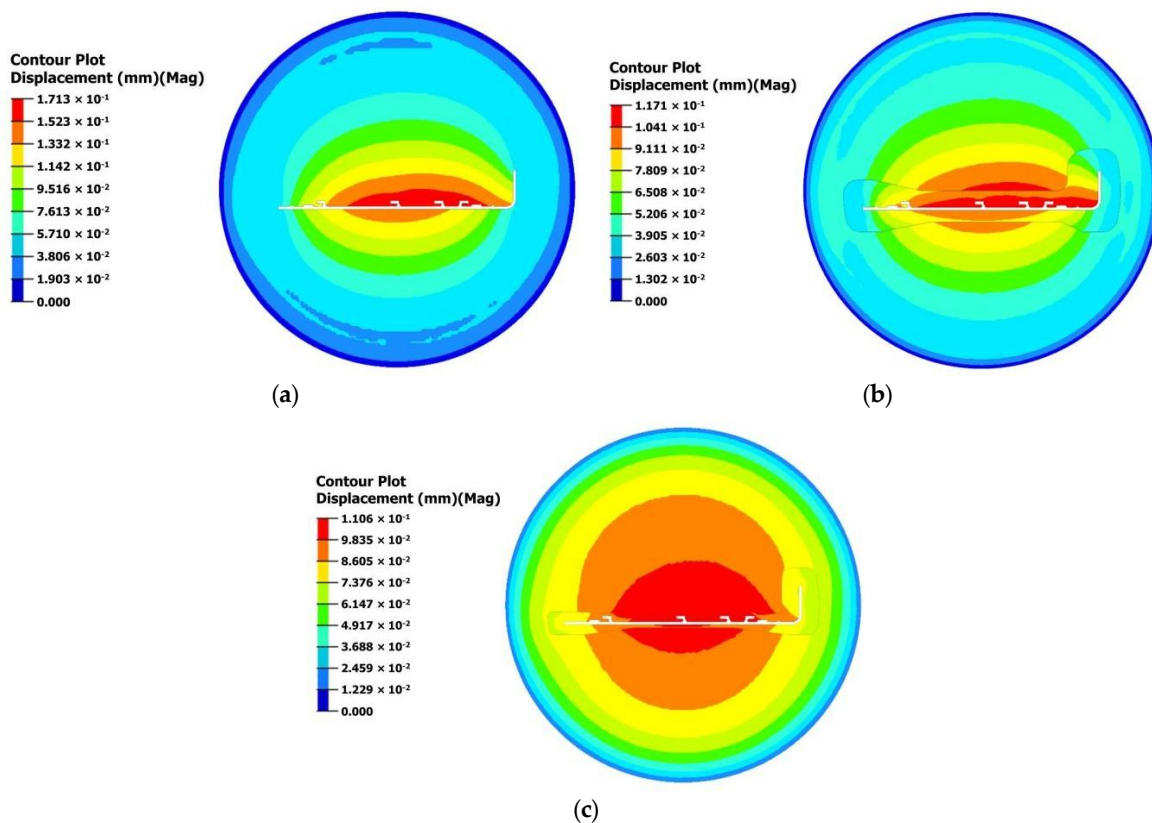 Contour Plot
Displacement (mm)(Mag)
1.713 × 10⁻¹
1.523 × 10⁻¹
1.332 × 10⁻¹
1.142 × 10⁻¹
9.516 × 10⁻²
7.613 × 10⁻²
5.710 × 10⁻²
3.806 × 10⁻²
1.903 × 10⁻²
0.000
(a)
Contour Plot
Displacement (mm)(Mag)
1.171 × 10⁻¹
1.041 × 10⁻¹
9.111 × 10⁻²
7.809 × 10⁻²
6.508 × 10⁻²
5.206 × 10⁻²
3.905 × 10⁻²
2.603 × 10⁻²
1.302 × 10⁻²
0.000
(b)
Contour Plot
Displacement (mm)(Mag)
1.106 × 10⁻¹
9.835 × 10⁻²
8.605 × 10⁻²
7.376 × 10⁻²
6.147 × 10⁻²
4.917 × 10⁻²
3.688 × 10⁻²
2.459 × 10⁻²
1.229 × 10⁻²
0.000
(c)